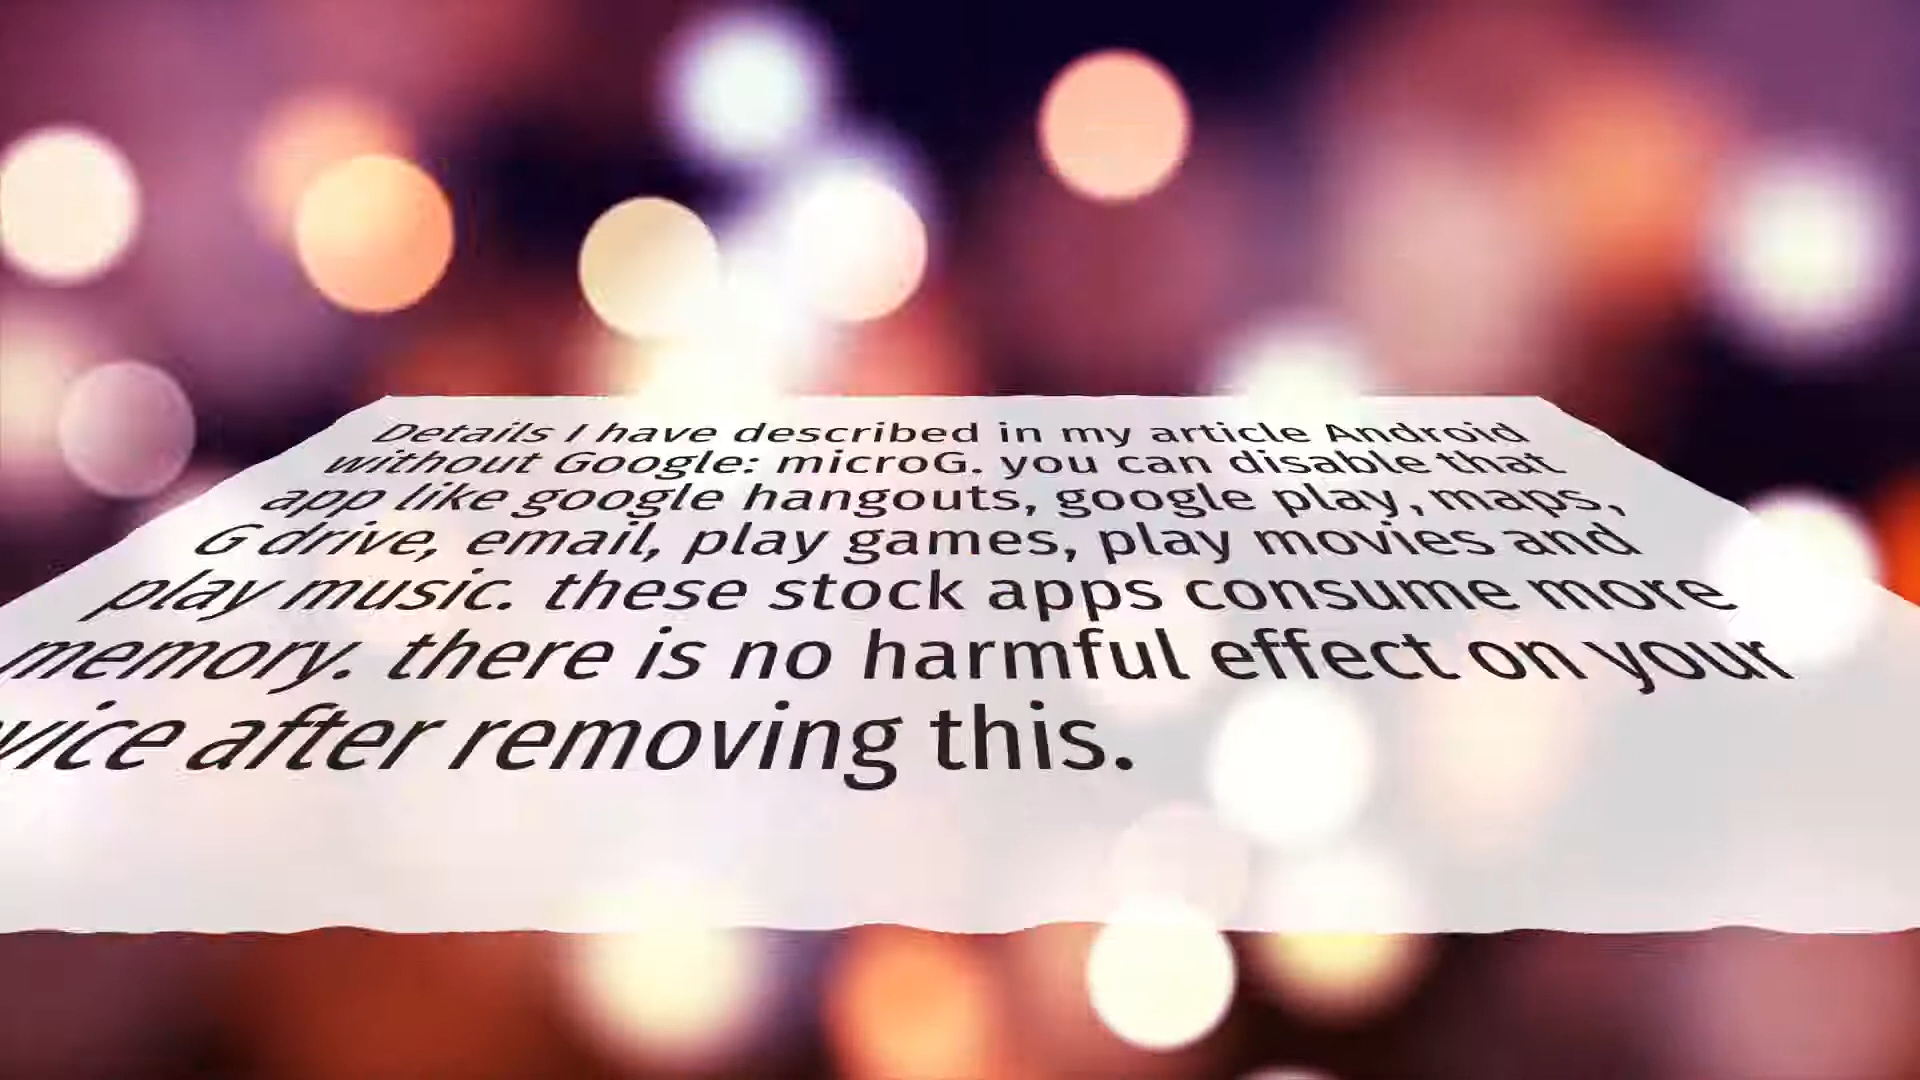 Details I have described in my article Android
without Google: microG. you can disable that
app like google hangouts, google play, maps,
G drive, email, play games, play movies and
play music. these stock apps consume more
memory. there is no harmful effect on your
after removing this.